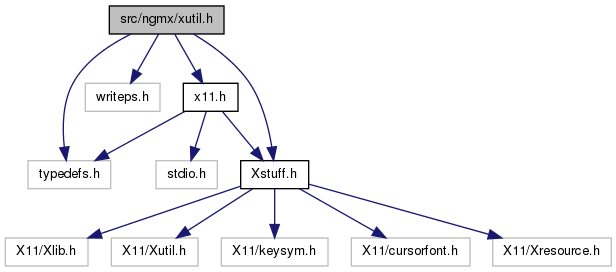 src/ngmx/xutil.h
writeps.h
x11.h
typedefs.h
stdio.h
Xstuff.h
X11/Xlib.h
X11/Xutil.h
X11/keysym.h
X11/cursorfont.h
X11/Xresource.h